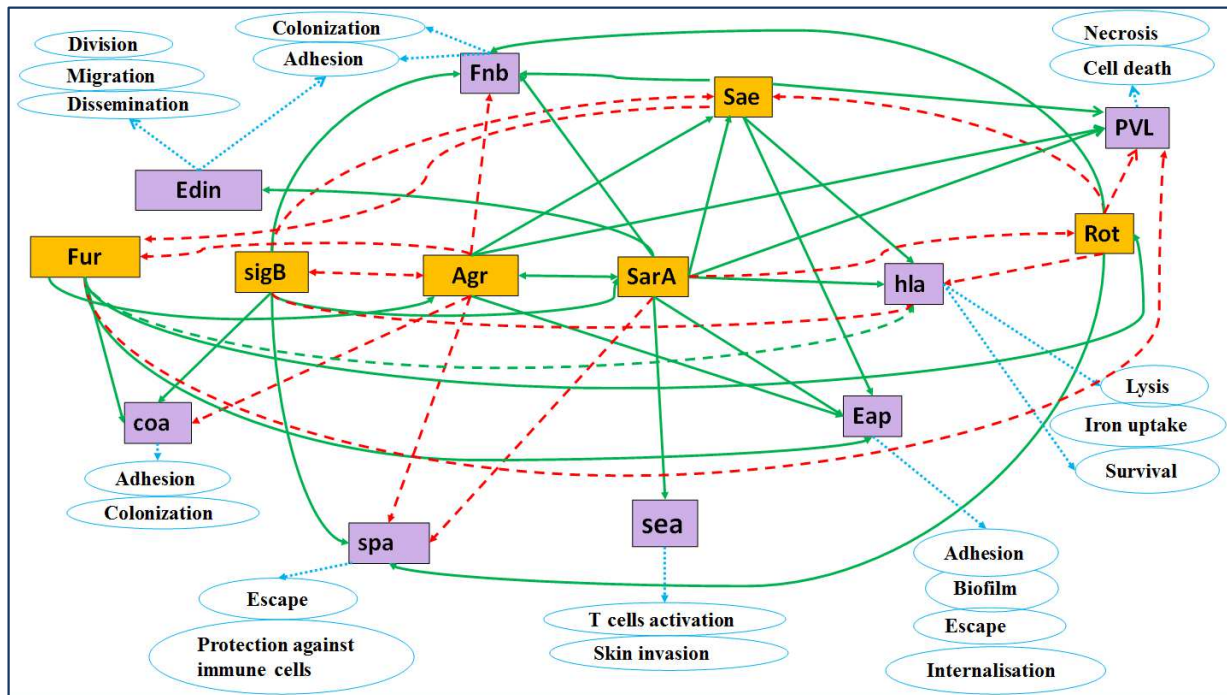 Colonization
Necrosis
Division
Adhesion
Fnb
Cell death
Migration
Sae
Dissemination
PVL
Edin
Rot
Fur
sigB
Agr
SarA
hla
Lysis
coa
Eap
Iron uptake
Survival
Adhesion
Colonization
sea
spa
Adhesion
Biofilm
Escape
T cells activation
Escape
Skin invasion
Protection against
immune cells
Internalisation